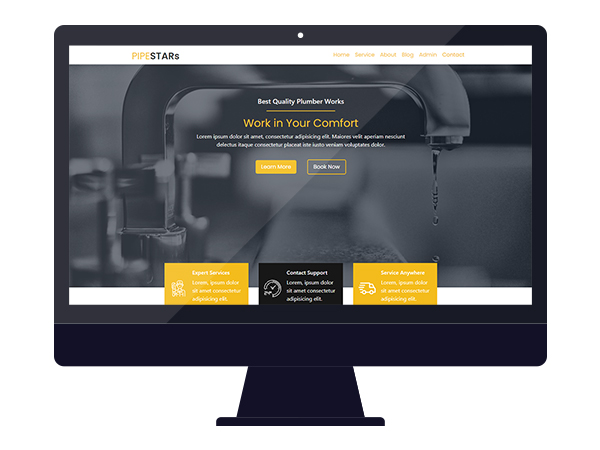 PIPESTARs
Home Service About Blog Admin Contact
Best Quality Plumber Works
Work in Your Comfort
Lorem ipsum dolor sit amet, consectetur adipisicing elit. Maiores velit aperiam nesciunt
delectus itaque consectetur placeat iste iusto veniam voluptates dolor.
Learn More
Book Now
Expert Services
Lorem, ipsum dolor
sit amet consectetur
adipisicing elit.
Contact Support
Lorem, ipsum dolor
sit amet consectetur
adipisicing elit.
Service Anywhere
Lorem, ipsum dolor
sit amet consectetur
adipisicing elit.